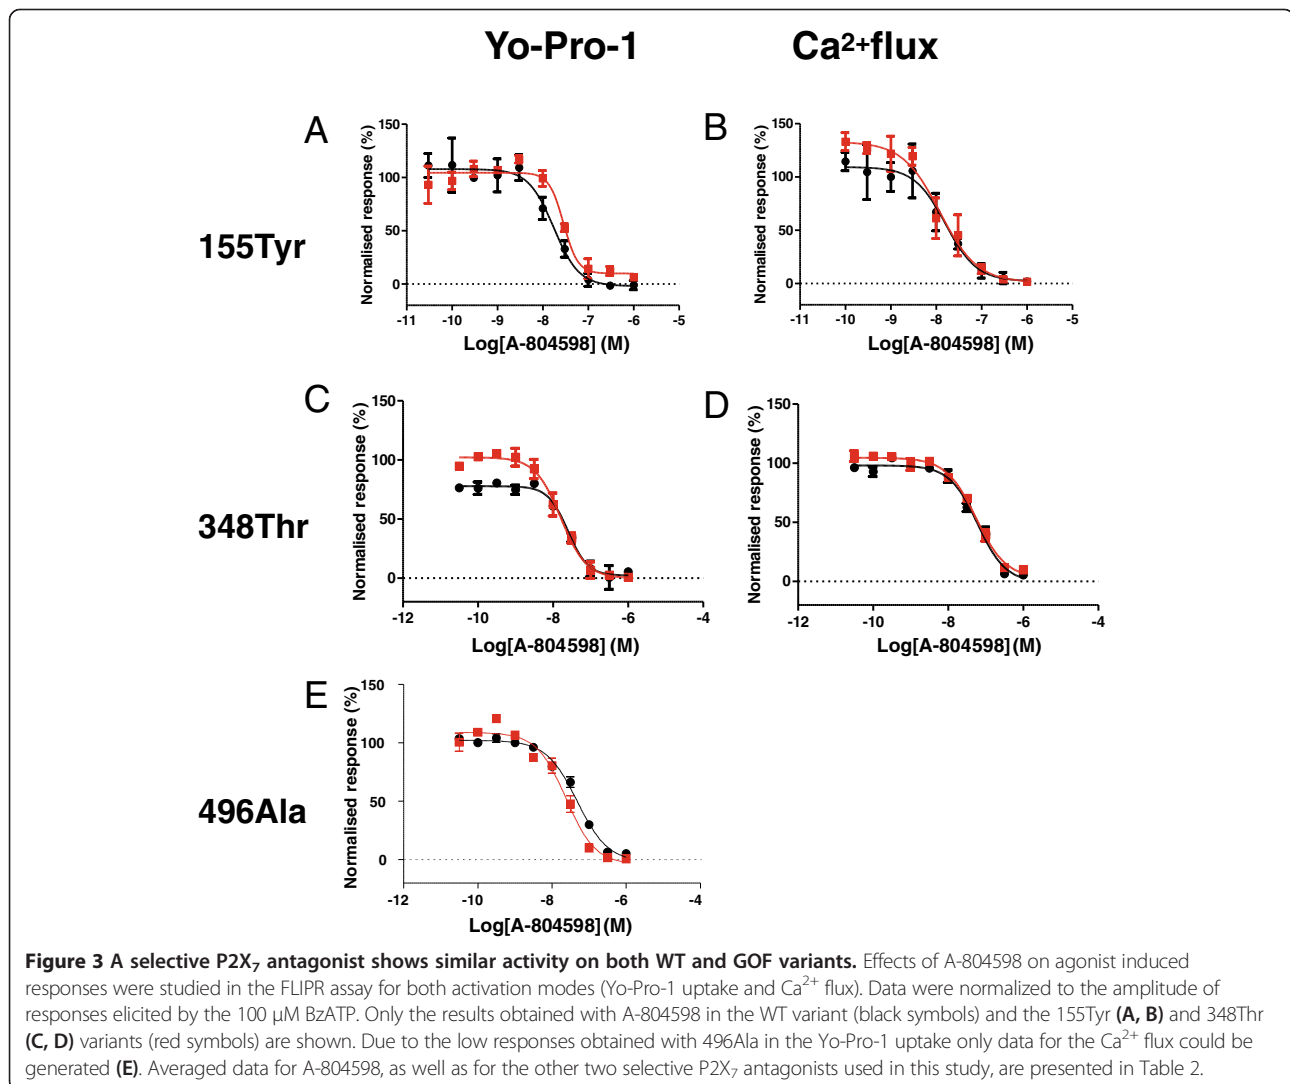 Yo-Pro-1
Ca2+flux
A
Normalised response (%)
150
100
50
0
-11
-10
-9
-8
-7
-6
-5
Log[A-804598] (M)
B
Normalised response (%)
150
100
50
0
-11
-10
-9
-8
-7
-6
-5
Log[A-804598] (M)
155Tyr
C
Normalised response (%)
150
100
50
0
-12
-10
-8
-6
-4
Log[A-804598] (M)
D
Normalised response (%)
150
100
50
0
-12
-10
-8
-6
-4
Log[A-804598] (M)
348Thr
E
Normalised response (%)
150
100
50
0
-12
-10
-8
-6
-4
Log[A-804598] (M)
496Ala
Figure 3 A selective P2X7 antagonist shows similar activity on both WT and GOF variants. Effects of A-804598 on agonist induced
responses were studied in the FLIPR assay for both activation modes (Yo-Pro-1 uptake and Ca2+ flux). Data were normalized to the amplitude of
responses elicited by the 100 μM BzATP. Only the results obtained with A-804598 in the WT variant (black symbols) and the 155Tyr (A, B) and 348Thr
(C, D) variants (red symbols) are shown. Due to the low responses obtained with 496Ala in the Yo-Pro-1 uptake only data for the Ca2+ flux could be
generated (E). Averaged data for A-804598, as well as for the other two selective P2X7 antagonists used in this study, are presented in Table 2.